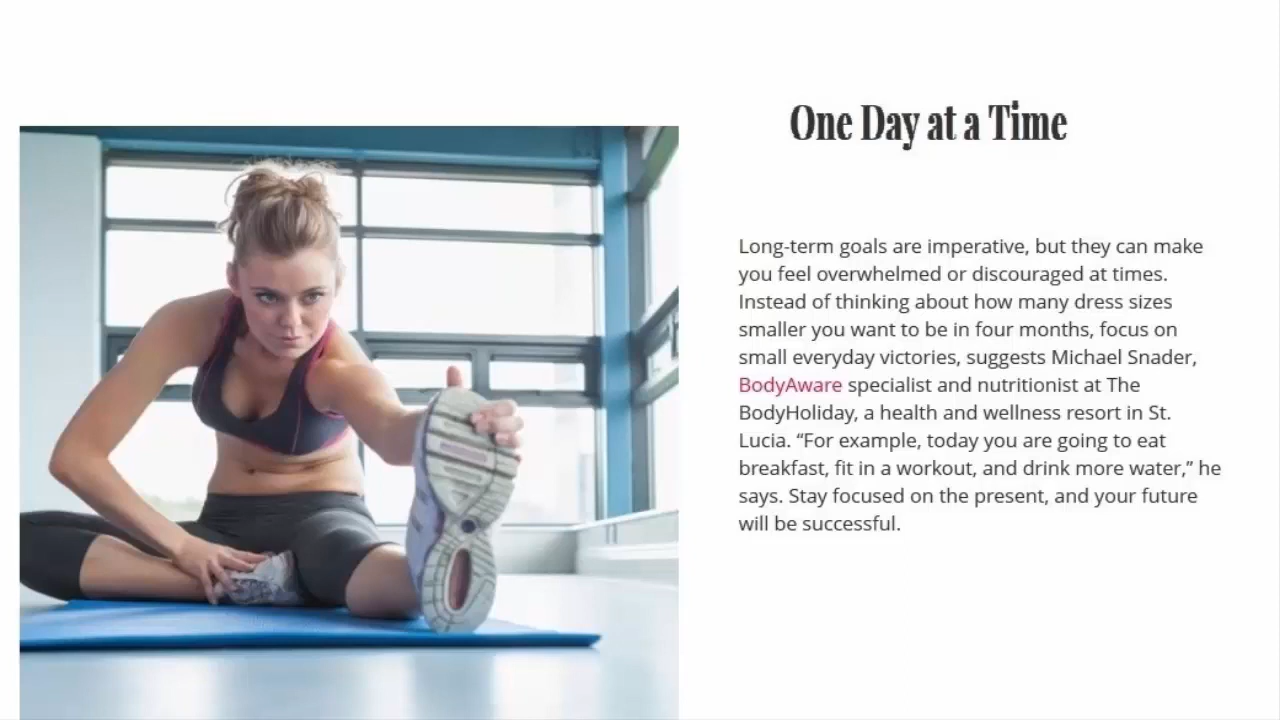 One Day at a Time
Long-term goals are imperative, but they can make
you feel overwhelmed or discouraged at times.
Instead of thinking about how many dress sizes
smaller you want to be in four months, focus on
small everyday victories, suggests Michael Snader,
BodyAware specialist and nutritionist at The
BodyHoliday, a health and wellness resort in St.
Lucia. “For example, today you are going to eat
breakfast, fit in a workout, and drink more water,” he
says. Stay focused on the present, and your future
will be successful.